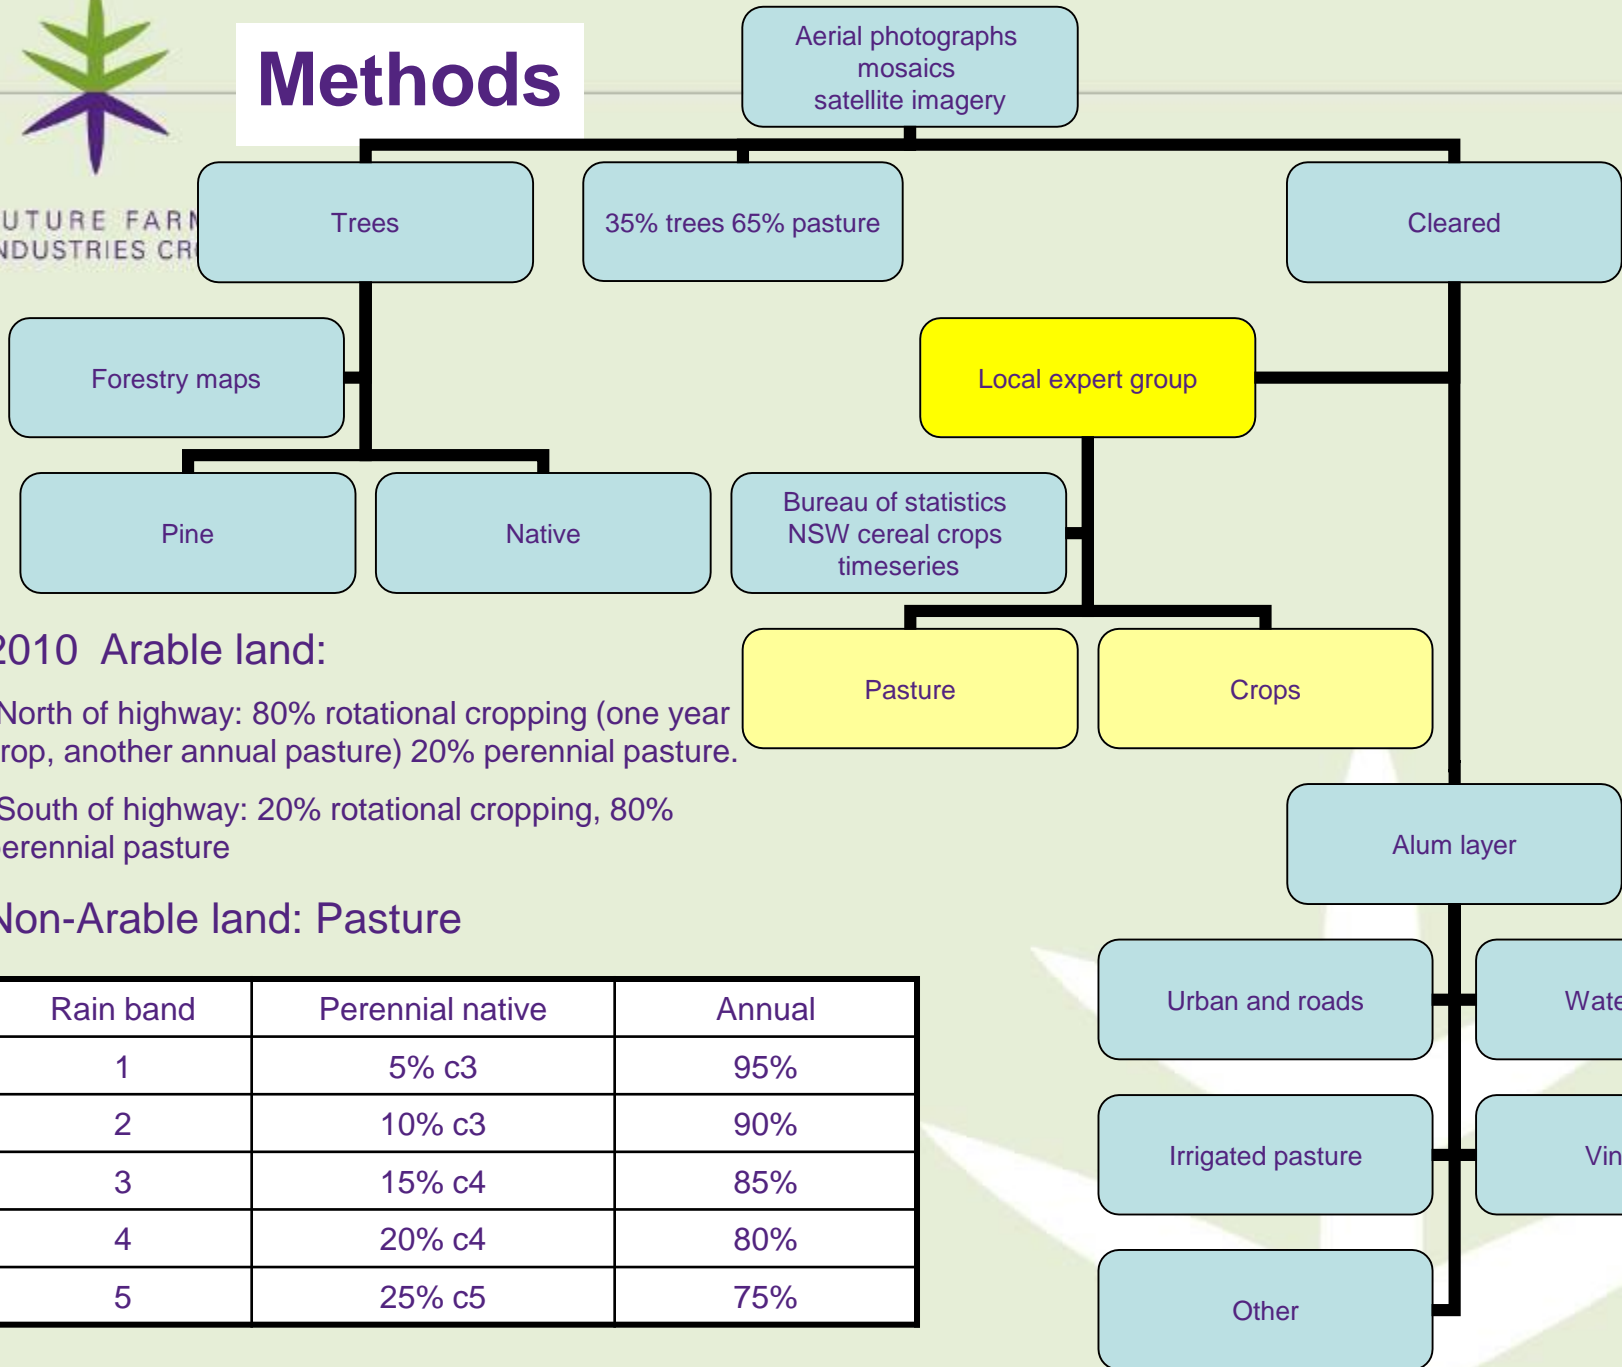 Methods
Aerial photographs
mosaics
satellite imagery
UTURE FARM
NDUSTRIES CR
Trees
35% trees 65% pasture
Cleared
Forestry maps
Local expert group
Pine
Native
Bureau of statistics
NSW cereal crops
timeseries
2010 Arable land:
North of highway: 80% rotational cropping (one year
rop, another annual pasture) 20% perennial pasture.
South of highway: 20% rotational cropping, 80%
perennial pasture
Pasture
Crops
Alum layer
Non-Arable land: Pasture
Rain band Perennial native Annual
1 5% c3 95%
2 10% c3 90%
3 15% c4 85%
4 20% c4 80%
5 25% c5 75%
Urban and roads
Wate
Irrigated pasture
Vin
Other